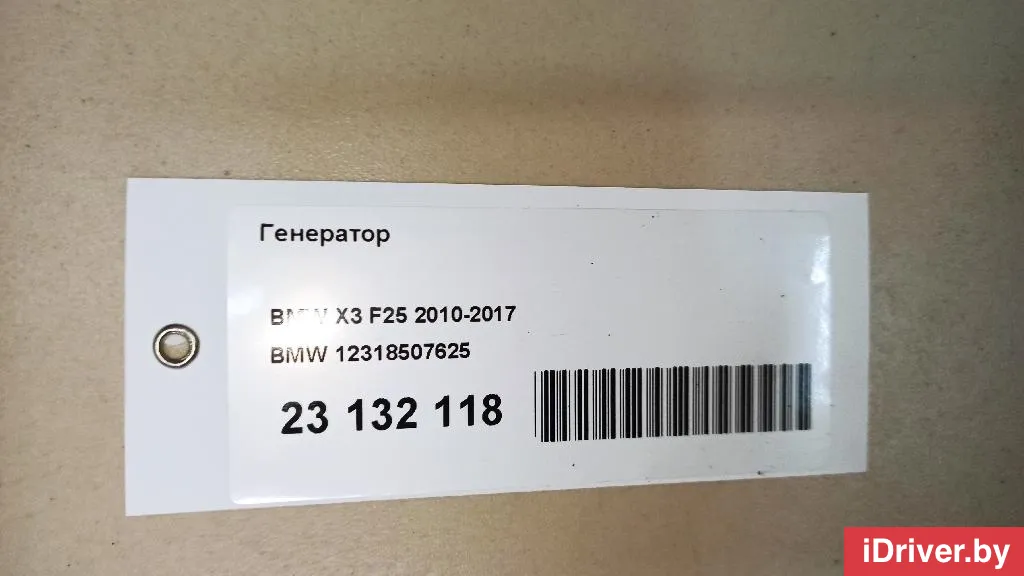 Генератор
BMW X3 F25 2010-2017
BMW 12318507625
23 132 118
iDriver.by